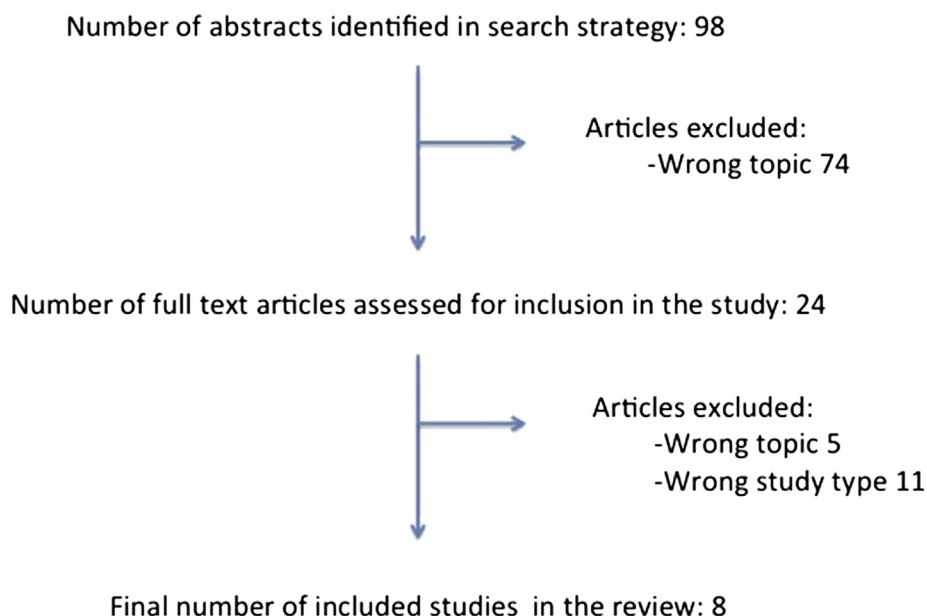 Number of abstracts identified in search strategy: 98
Articles excluded:
-Wrong topic 74
Number of full text articles assessed for inclusion in the study: 24
Articles excluded:
-Wrong topic 5
-Wrong study type 11
Final number of included studies in the review: 8